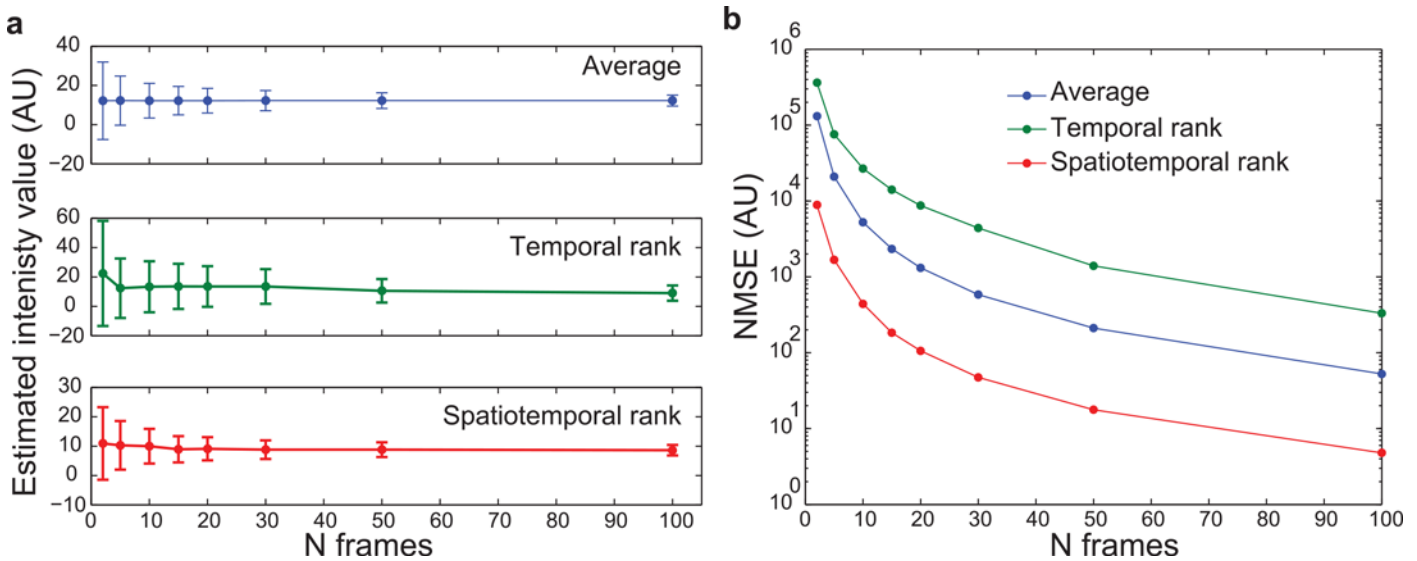 a
Estimated intenisty value (AU)
40
20
0
−20
Average
60
40
20
0
−20
Temporal rank
30
20
10
0
−10
Spatiotemporal rank
0 10 20 30 40 50 60 70 80 90 100
N frames
b
NMSE (AU)
10^6
10^5
10^4
10^3
10^2
10^1
10^0
Average
Temporal rank
Spatiotemporal rank
0 10 20 30 40 50 60 70 80 90 100
N frames